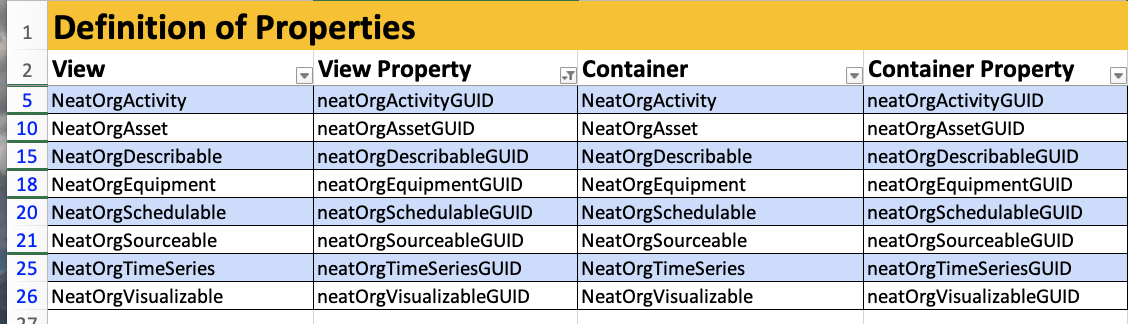 1 Definition of Properties
2 View View Property Container Container Property
5 NeatOrgActivity neatOrgActivityGUID NeatOrgActivity neatOrgActivityGUID
10 NeatOrgAsset neatOrgAssetGUID NeatOrgAsset neatOrgAssetGUID
15 NeatOrgDescribable neatOrgDescribableGUID NeatOrgDescribable neatOrgDescribableGUID
18 NeatOrgEquipment neatOrgEquipmentGUID NeatOrgEquipment neatOrgEquipmentGUID
20 NeatOrgSchedulable neatOrgSchedulableGUID NeatOrgSchedulable neatOrgSchedulableGUID
21 NeatOrgSourceable neatOrgSourceableGUID NeatOrgSourceable neatOrgSourceableGUID
25 NeatOrgTimeSeries neatOrgTimeSeriesGUID NeatOrgTimeSeries neatOrgTimeSeriesGUID
26 NeatOrgVisualizable neatOrgVisualizableGUID NeatOrgVisualizable neatOrgVisualizableGUID
27